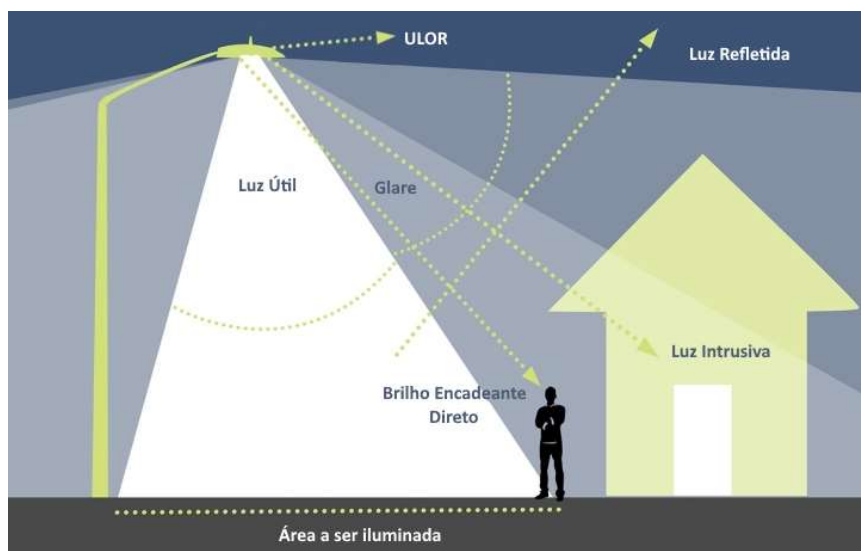 ULOR
Luz Refletida
Luz Útil
Glare
Luz Intrusiva
Brilho Encadeante
Direto
Área a ser iluminada